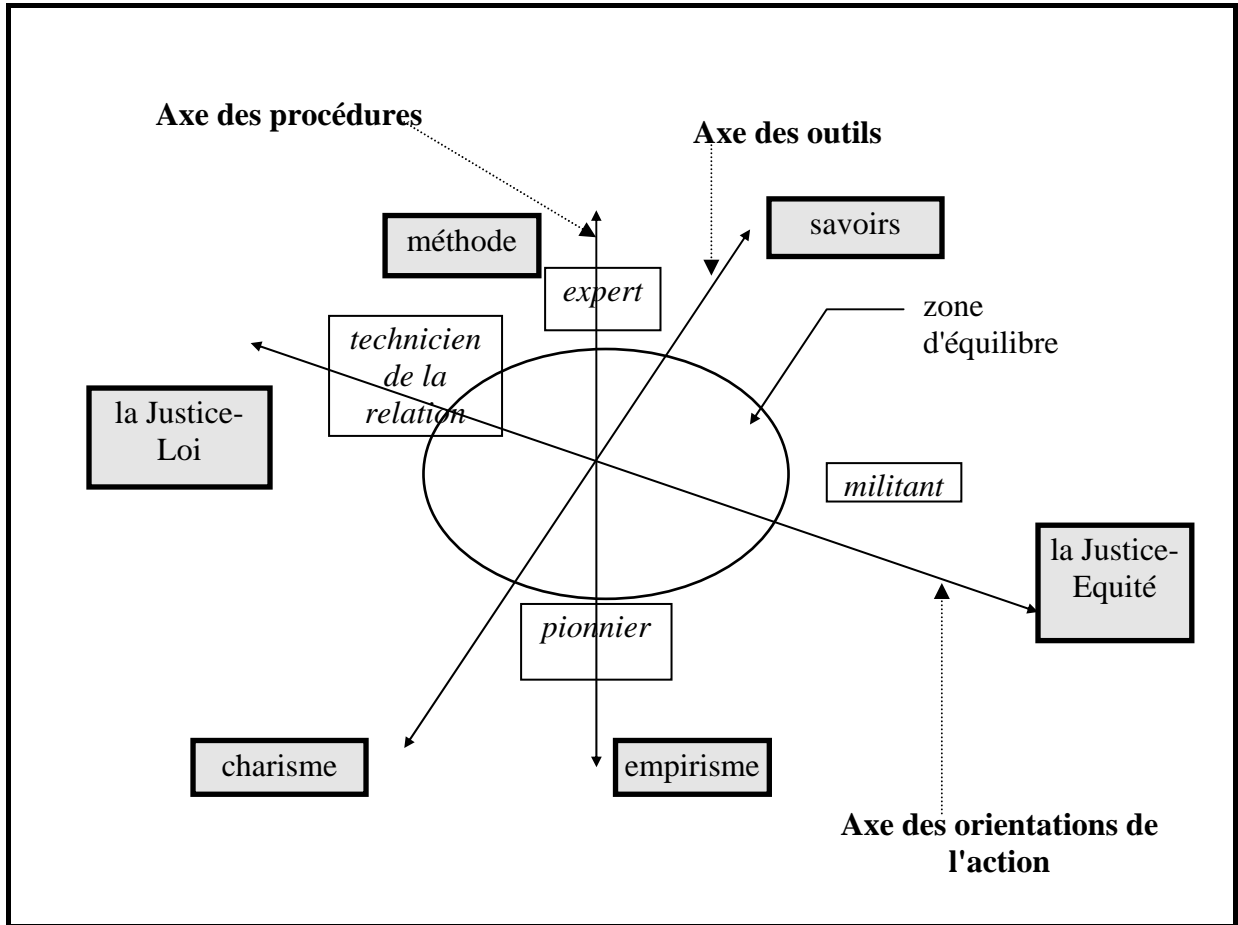 Axe des procédures
Axe des outils
savoirs
méthode
expert
zone
d'équilibre
technicien
de la
relation
la Justice-
Loi
militant
la Justice-
Equité
pionnier
charisme
empirisme
Axe des orientations de
l'action